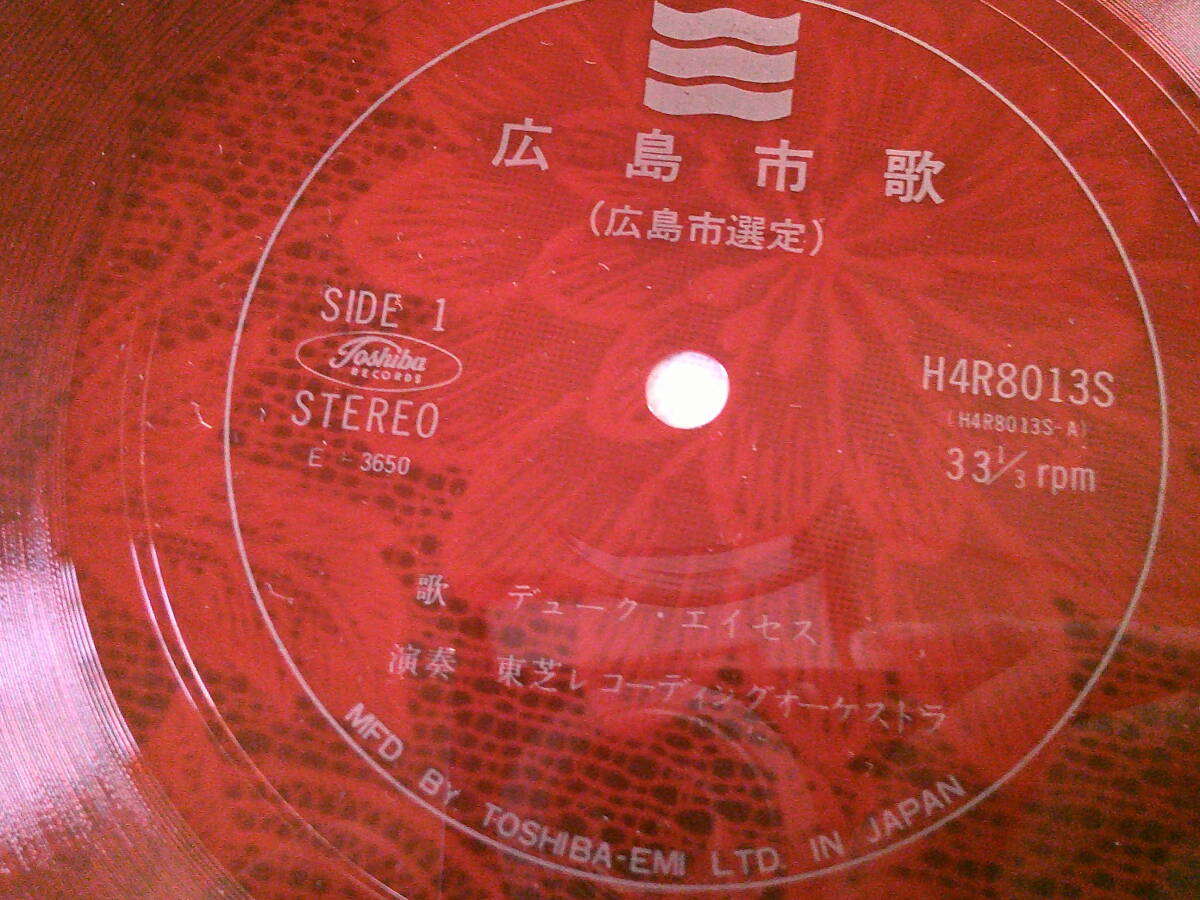 広島市歌
(広島市選定)
SIDE 1
Toshiba
RECORDS
STEREO
E-3650
H4R8013S
(H4R8013S-A)
33 1/3 rpm
歌 デューク・エイセス
演奏 東芝レコーディングオーケストラ
MFD BY TOSHIBA-EMI LTD. IN JAPAN